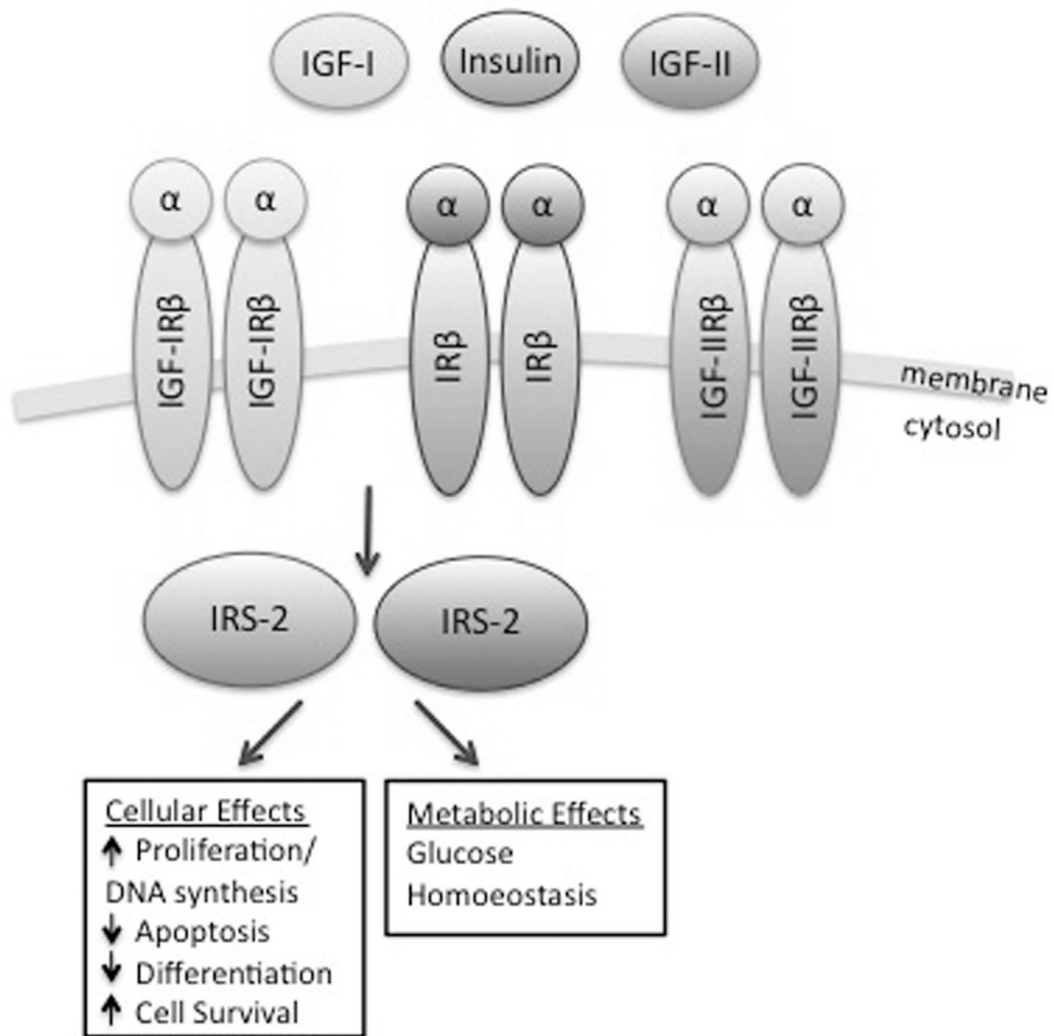 IGF-I
Insulin
IGF-II
α
α
α
α
α
α
IGF-IRβ
IGF-IRβ
IRβ
IRβ
IGF-IIRβ
IGF-IIRβ
membrane
cytosol
IRS-2
IRS-2
Cellular Effects
↑ Proliferation/
DNA synthesis
↓ Apoptosis
↓ Differentiation
↑ Cell Survival
Metabolic Effects
Glucose
Homoeostasis